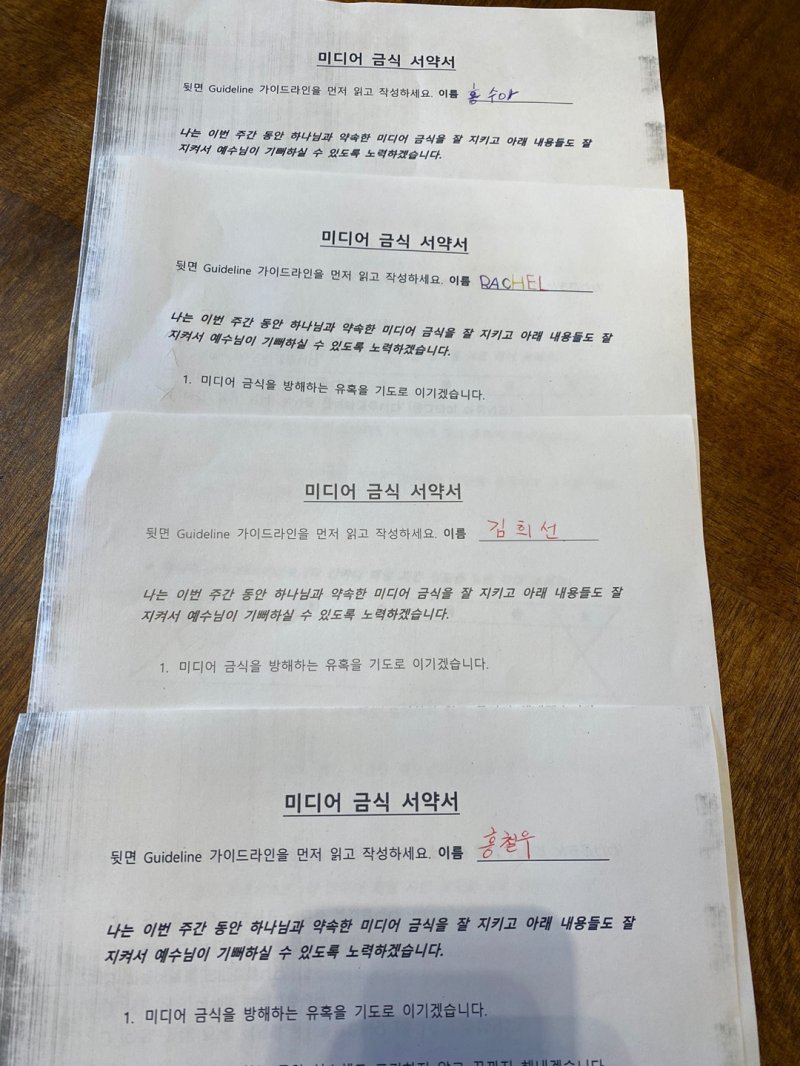 미디어 금식 서약서
뒷면 Guideline 가이드라인을 먼저 읽고 작성하세요. 이름 홍수아
나는 이번 주간 동안 하나님과 약속한 미디어 금식을 잘 지키고 아래 내용들도 잘
지켜서 예수님이 기뻐하실 수 있도록 노력하겠습니다.
미디어 금식 서약서
뒷면 Guideline 가이드라인을 먼저 읽고 작성하세요. 이름 RACHEL
나는 이번 주간 동안 하나님과 약속한 미디어 금식을 잘 지키고 아래 내용들도 잘
지켜서 예수님이 기뻐하실 수 있도록 노력하겠습니다.
1. 미디어 금식을 방해하는 유혹을 기도로 이기겠습니다.
미디어 금식 서약서
뒷면 Guideline 가이드라인을 먼저 읽고 작성하세요. 이름 김희선
나는 이번 주간 동안 하나님과 약속한 미디어 금식을 잘 지키고 아래 내용들도 잘
지켜서 예수님이 기뻐하실 수 있도록 노력하겠습니다.
1. 미디어 금식을 방해하는 유혹을 기도로 이기겠습니다.
미디어 금식 서약서
뒷면 Guideline 가이드라인을 먼저 읽고 작성하세요. 이름 홍철우
나는 이번 주간 동안 하나님과 약속한 미디어 금식을 잘 지키고 아래 내용들도 잘
지켜서 예수님이 기뻐하실 수 있도록 노력하겠습니다.
1. 미디어 금식을 방해하는 유혹을 기도로 이기겠습니다.